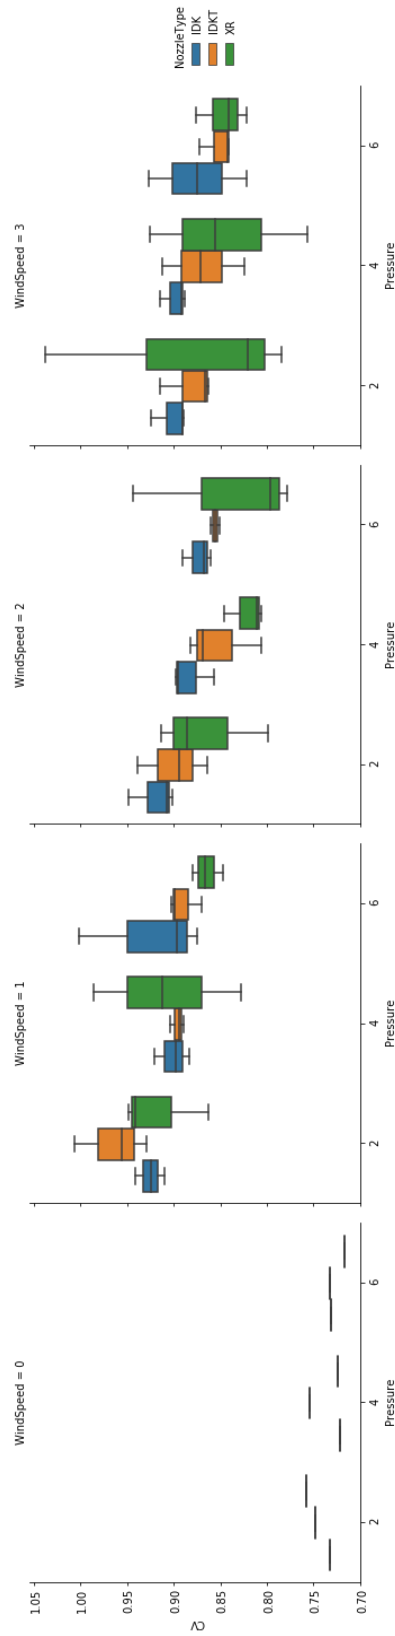 WindSpeed = 0
WindSpeed = 1
WindSpeed = 2
WindSpeed = 3
CV
1.05
1.00
0.95
0.90
0.85
0.80
0.75
0.70
2
4
6
Pressure
2
4
6
Pressure
2
4
6
Pressure
2
4
6
Pressure
NozzleType
IDK
IDKT
XR